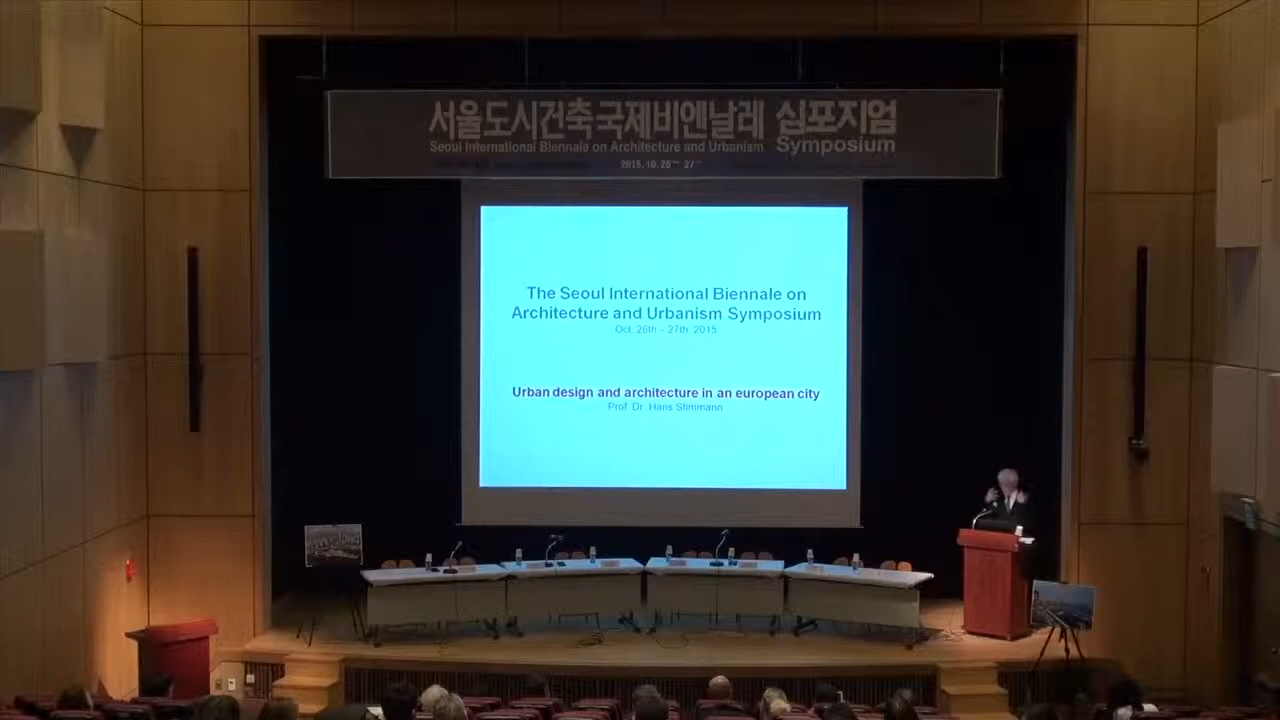 서울도시건축국제비엔날레 심포지엄
Seoul International Biennale on Architecture and Urbanism Symposium
2015. 10. 26 27
The Seoul International Biennale on
Architecture and Urbanism Symposium
Oct. 26th - 27th. 2015
Urban design and architecture in an european city
Prof. Dr. Hans Stimmann